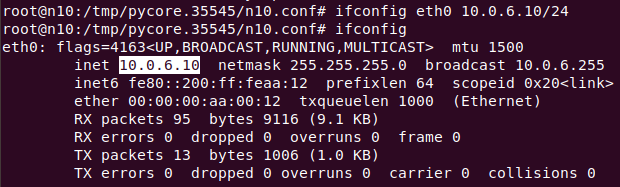 root@n10:/tmp/pycore.35545/n10.conf# ifconfig eth0 10.0.6.10/24
root@n10:/tmp/pycore.35545/n10.conf# ifconfig
eth0: flags=4163<UP,BROADCAST,RUNNING,MULTICAST>  mtu 1500
        inet 10.0.6.10  netmask 255.255.255.0  broadcast 10.0.6.255
        inet6 fe80::200:ff:feaa:12  prefixlen 64  scopeid 0x20<link>
        ether 00:00:00:aa:00:12  txqueuelen 1000  (Ethernet)
        RX packets 95  bytes 9116 (9.1 KB)
        RX errors 0  dropped 0  overruns 0  frame 0
        TX packets 13  bytes 1006 (1.0 KB)
        TX errors 0  dropped 0 overruns 0  carrier 0  collisions 0